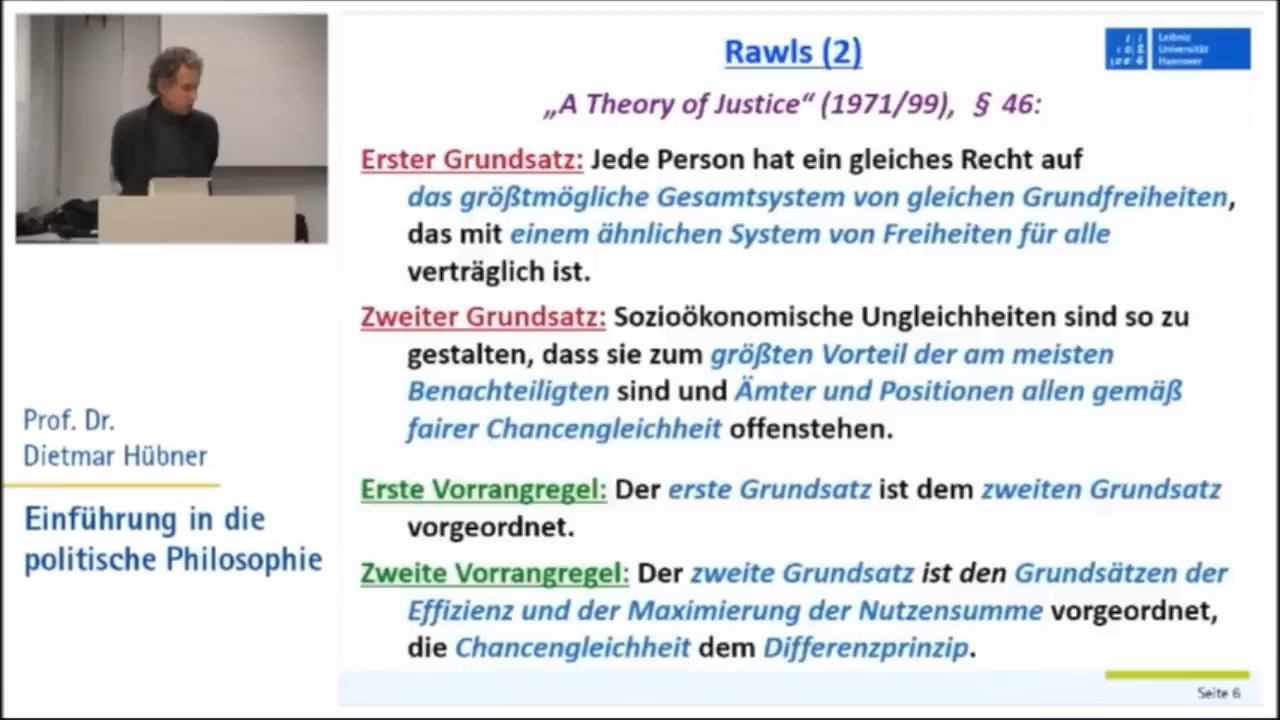 Rawls (2)
Leibniz
Universität
Hannover
„A Theory of Justice“ (1971/99), § 46:
Erster Grundsatz: Jede Person hat ein gleiches Recht auf
das größtmögliche Gesamtsystem von gleichen Grundfreiheiten,
das mit einem ähnlichen System von Freiheiten für alle
verträglich ist.
Zweiter Grundsatz: Sozioökonomische Ungleichheiten sind so zu
gestalten, dass sie zum größten Vorteil der am meisten
Benachteiligten sind und Ämter und Positionen allen gemäß
fairer Chancengleichheit offenstehen.
Erste Vorrangregel: Der erste Grundsatz ist dem zweiten Grundsatz
vorgeordnet.
Zweite Vorrangregel: Der zweite Grundsatz ist den Grundsätzen der
Effizienz und der Maximierung der Nutzensumme vorgeordnet,
die Chancengleichheit dem Differenzprinzip.
Prof. Dr.
Dietmar Hübner
Einführung in die
politische Philosophie
Seite 6